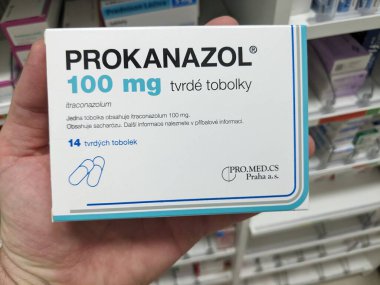 PROKANAZOL®
100 mg tvrdé tobolky
itraconazolum
Jedna tobolka obsahuje itraconazolum 100 mg.
Obsahuje sacharózu. Další informace naleznete v příbalové informaci.
14 tvrdých tobolek
PRO.MED.CS
Praha a.s.